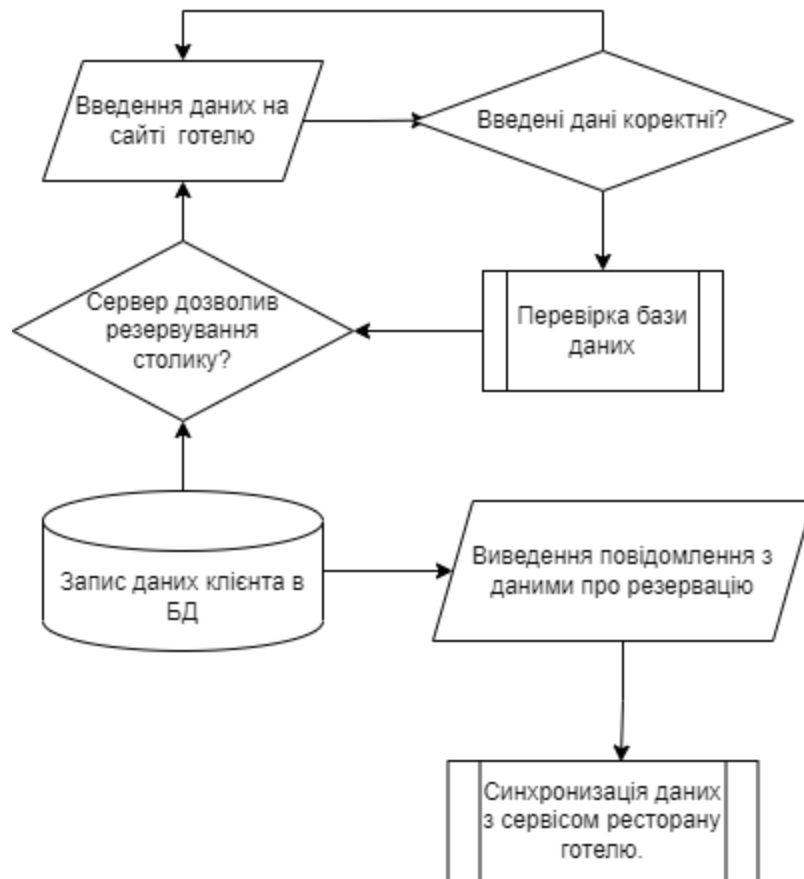 Введення даних на
сайті готелю
Введені дані коректні?
Сервер дозволив
резервування
столику?
Перевірка бази
даних
Запис даних клієнта в
БД
Виведення повідомлення з
даними про резервацію
Синхронизація даних
з сервісом ресторану
готелю.